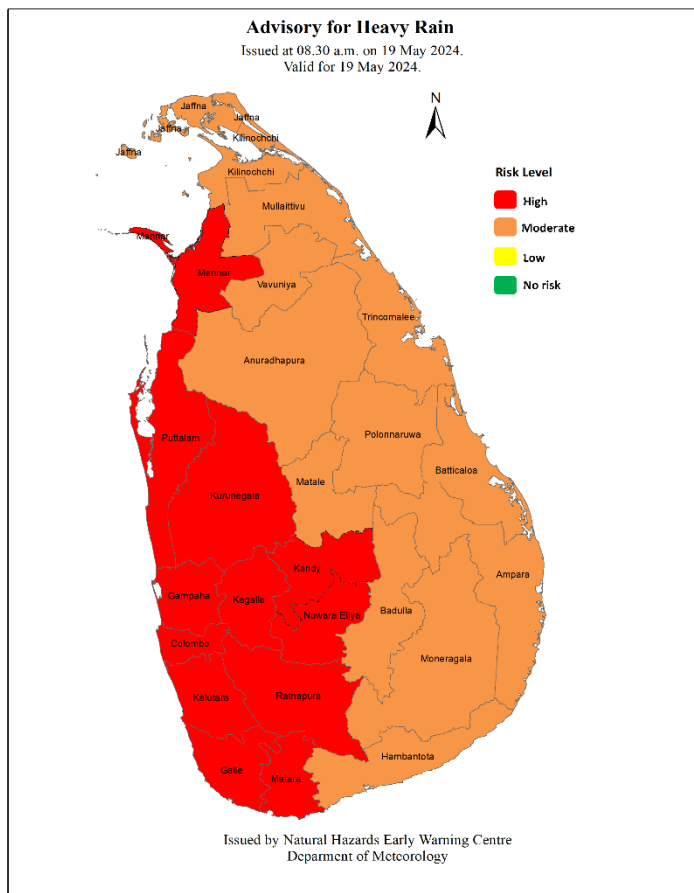 Advisory for Heavy Rain
Issued at 08.30 a.m. on 19 May 2024.
Valid for 19 May 2024.
N
Jaffna
Jaffna
Jaffna
Kilinochchi
Jaffna
Kilinochchi
Risk Level
High
Mullaittivu
Moderate
Mannar
Low
Mannar
Vavuniya
No risk
Trincomalee
Anuradhapura
Puttalam
Polonnaruwa
Batticaloa
Matale
Kurunegala
Kandy
Ampara
Gampaha
Kegalle
Badulla
Nuwara Eliya
Colombo
Moneragala
Kalutara
Ratnapura
Hambantota
Galle
Matara
Issued by Natural Hazards Early Warning Centre
Deparment of Meteorology